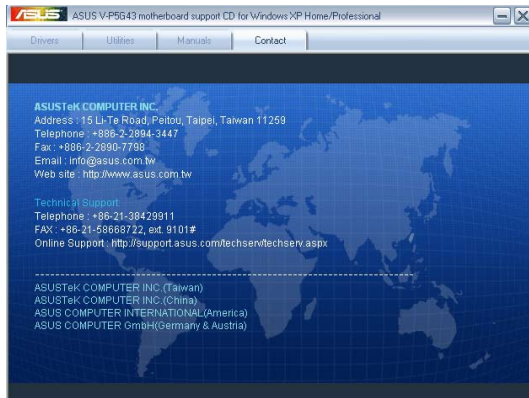 ASUS ASUS V-P5G43 motherboard support CD for Windows XP Home/Professional
Drivers Utilities Manuals Contact
ASUSTeK COMPUTER INC.
Address : 15 Li-Te Road, Peitou, Taipei, Taiwan 11259
Telephone : +886-2-2894-3447
Fax : +886-2-2890-7798
Email : info@asus.com.tw
Web site : http://www.asus.com.tw
Technical Support
Telephone : +86-21-38429911
FAX : +86-21-58668722, ext. 9101#
Online Support : http://support.asus.com/techserv/techserv.aspx
ASUSTeK COMPUTER INC.(Taiwan)
ASUSTeK COMPUTER INC.(China)
ASUS COMPUTER INTERNATIONAL(America)
ASUS COMPUTER GmbH(Germany & Austria)